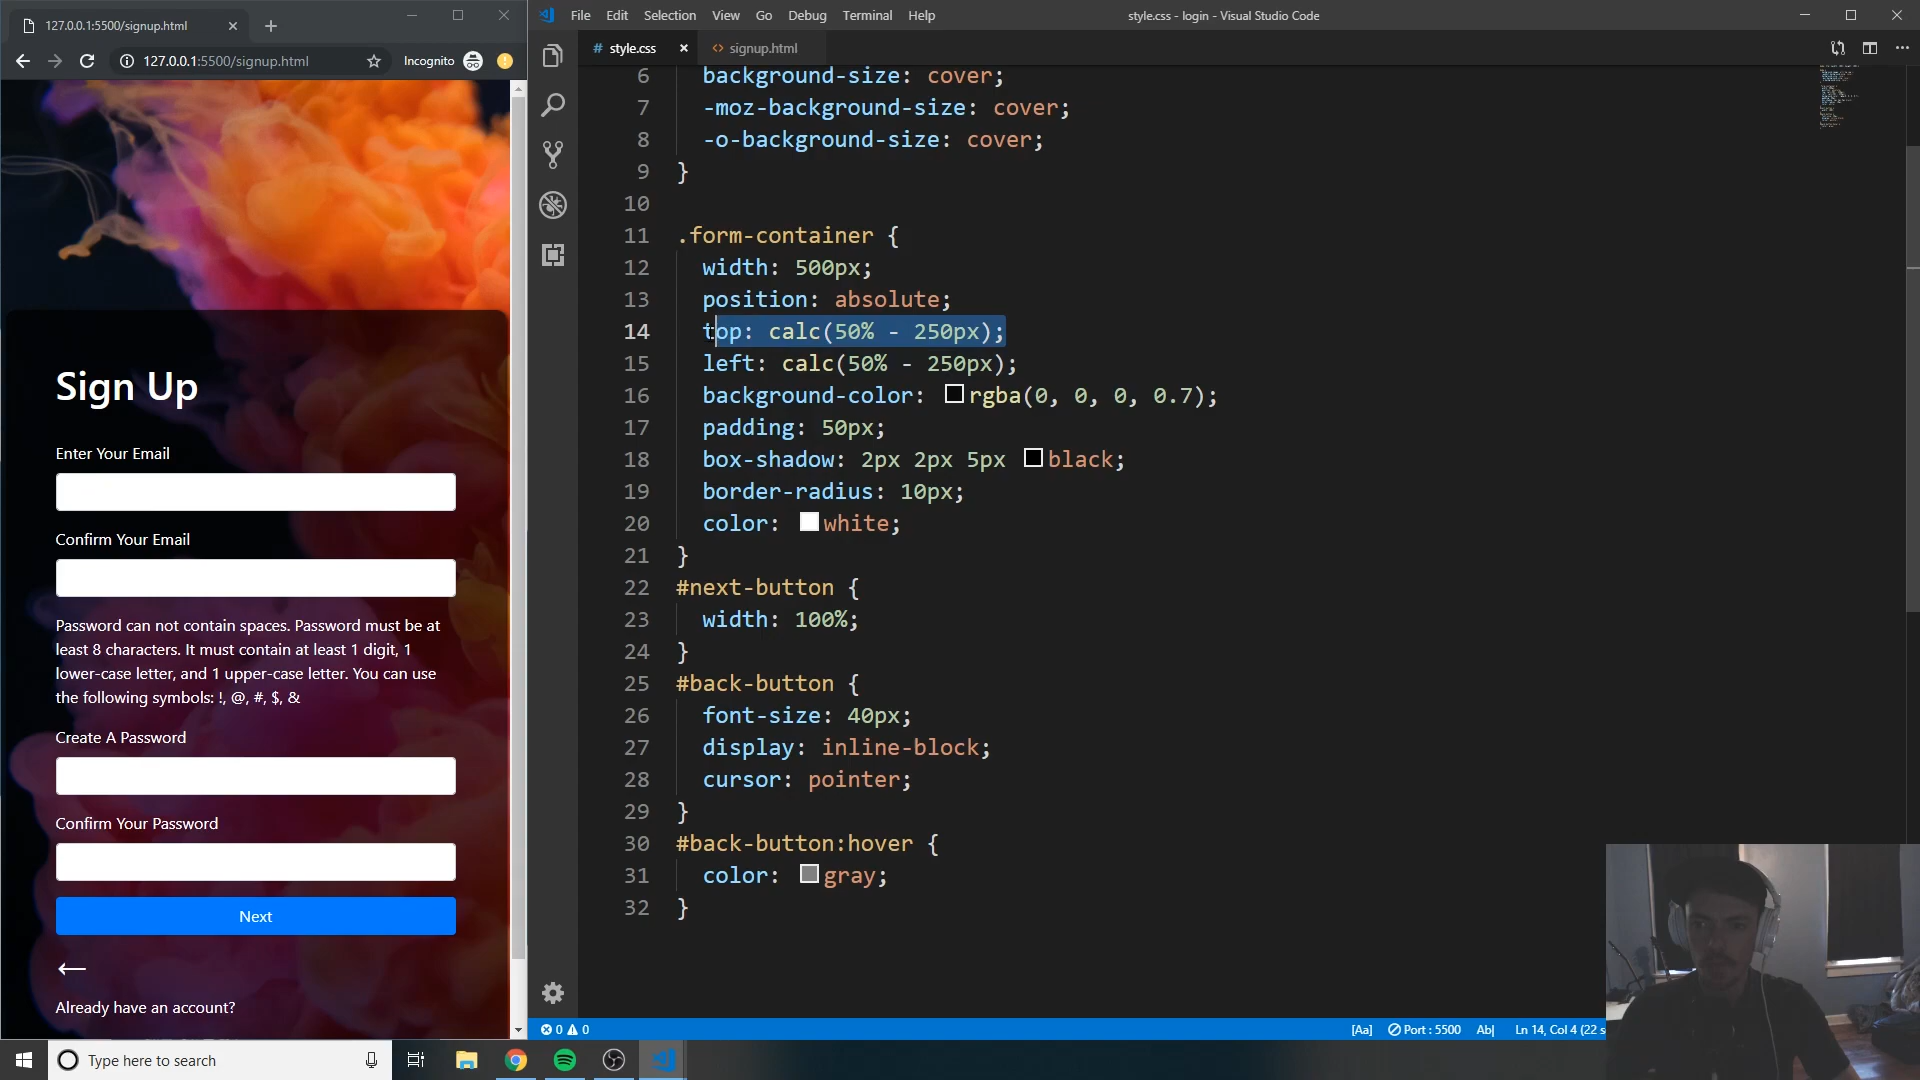 127.0.0.1:5500/signup.html
127.0.0.1:5500/signup.html
Incognito
Sign Up
Enter Your Email
Confirm Your Email
Password can not contain spaces. Password must be at
least 8 characters. It must contain at least 1 digit, 1
lower-case letter, and 1 upper-case letter. You can use
the following symbols: !, @, #, $, &
Create A Password
Confirm Your Password
Next
Already have an account?
File Edit Selection View Go Debug Terminal Help
style.css - login - Visual Studio Code
# style.css
<> signup.html
6 background-size: cover;
7 -moz-background-size: cover;
8 -o-background-size: cover;
9 }
10
11 .form-container {
12 width: 500px;
13 position: absolute;
14 top: calc(50% - 250px);
15 left: calc(50% - 250px);
16 background-color: rgba(0, 0, 0, 0.7);
17 padding: 50px;
18 box-shadow: 2px 2px 5px black;
19 border-radius: 10px;
20 color: white;
21 }
22 #next-button {
23 width: 100%;
24 }
25 #back-button {
26 font-size: 40px;
27 display: inline-block;
28 cursor: pointer;
29 }
30 #back-button:hover {
31 color: gray;
32 }
0 0
[Aa] Port : 5500 Ab| Ln 14, Col 4 (22 s
Type here to search